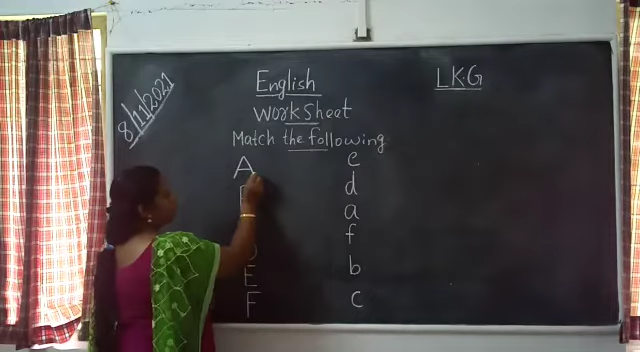 8/11/2021
English
LKG
Worksheet
Match the following
A e
d
a
f
E b
F c